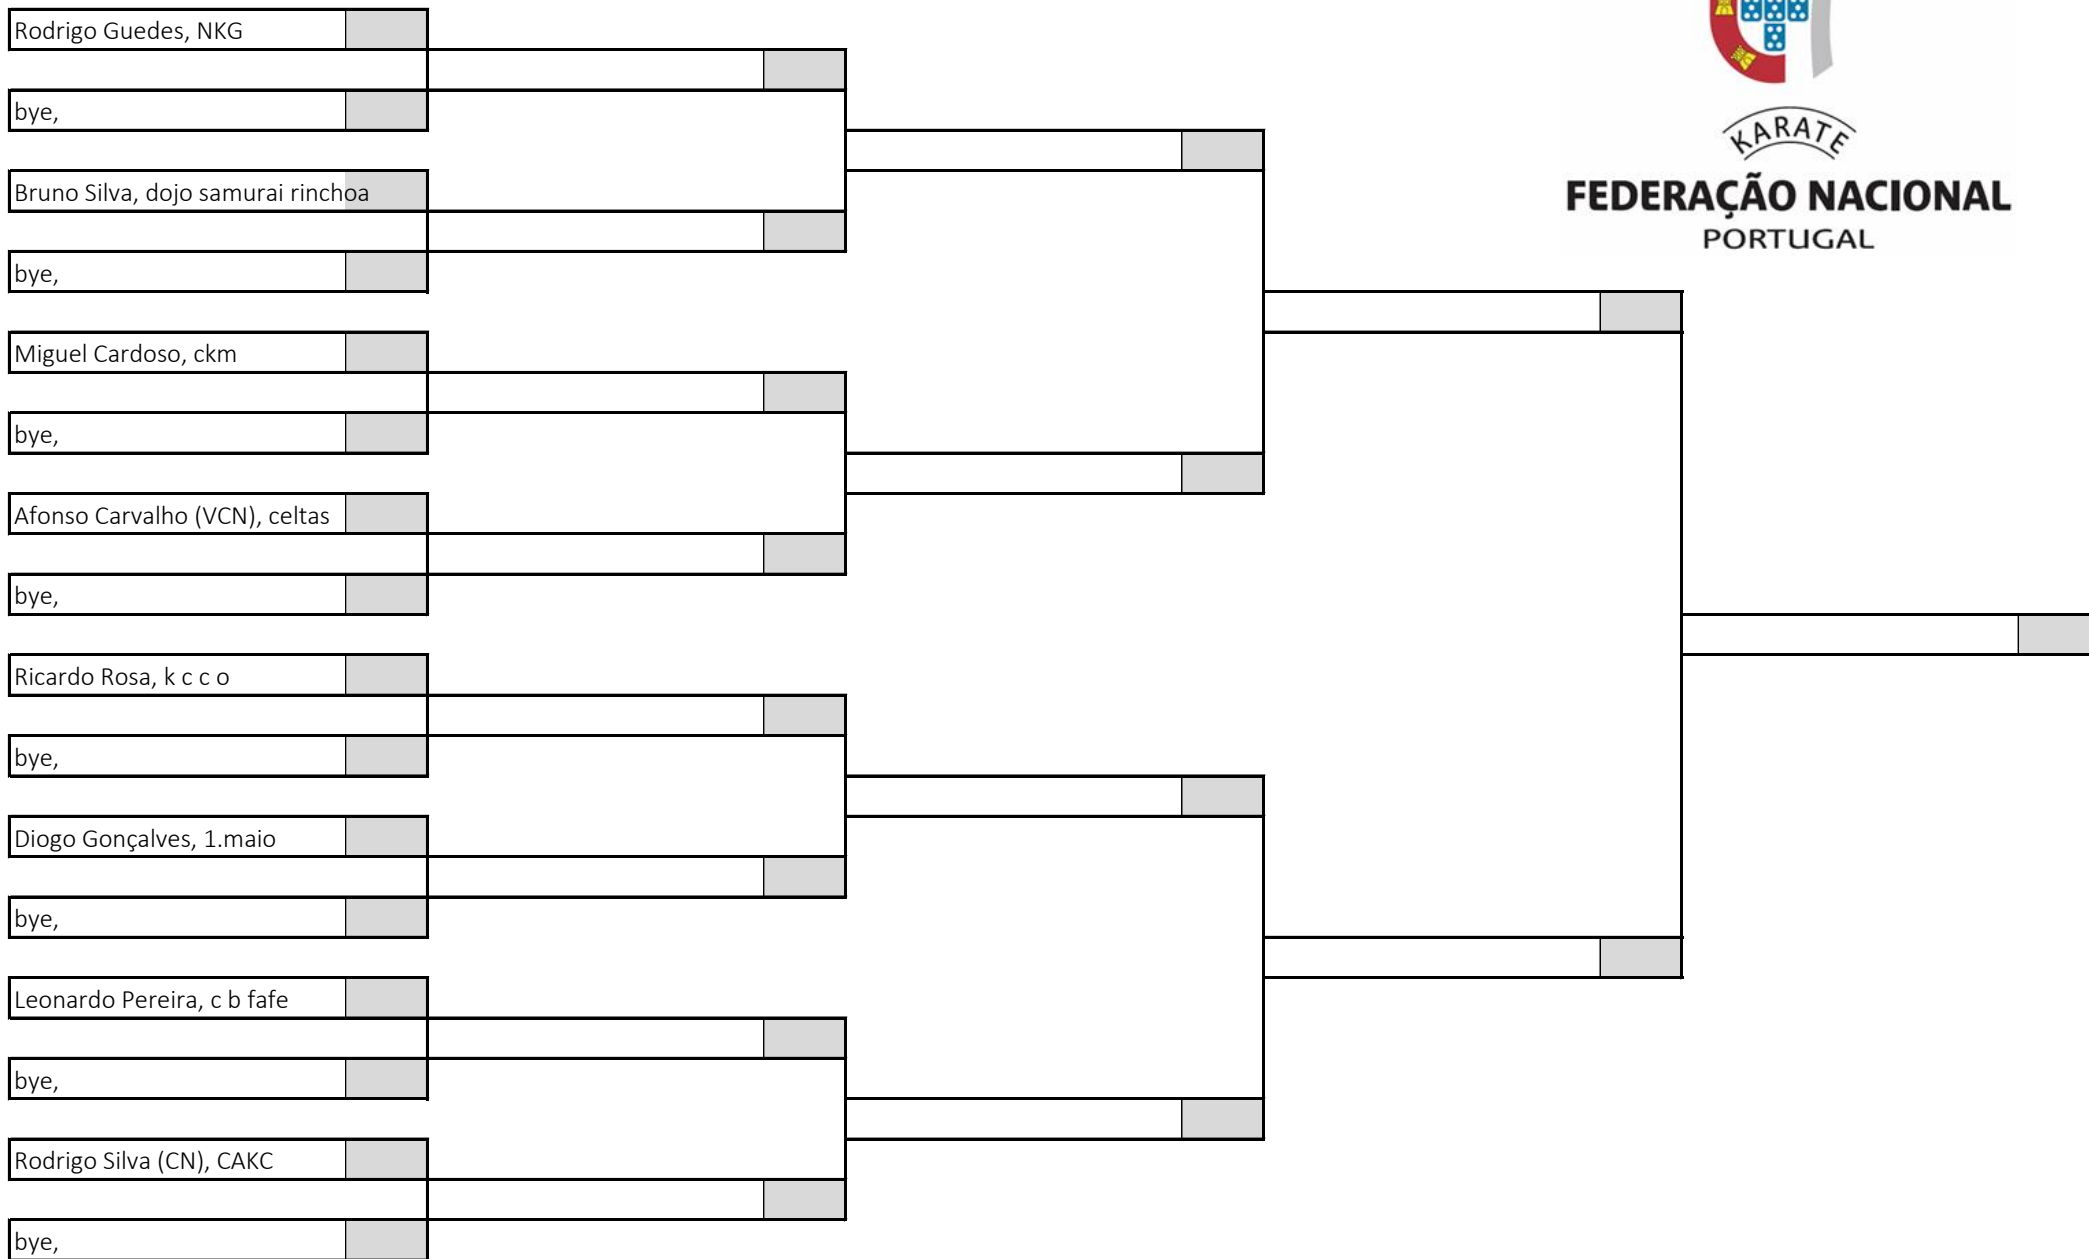 Rodrigo Guedes, NKG
bye,
Bruno Silva, dojo samurai rinchoa
bye,
Miguel Cardoso, ckm
bye,
Afonso Carvalho (VCN), celtas
bye,
Ricardo Rosa, k c c o
bye,
Diogo Gonçalves, 1.maio
bye,
Leonardo Pereira, c b fafe
bye,
Rodrigo Silva (CN), CAKC
bye,
KARATE
FEDERAÇÃO NACIONAL
PORTUGAL